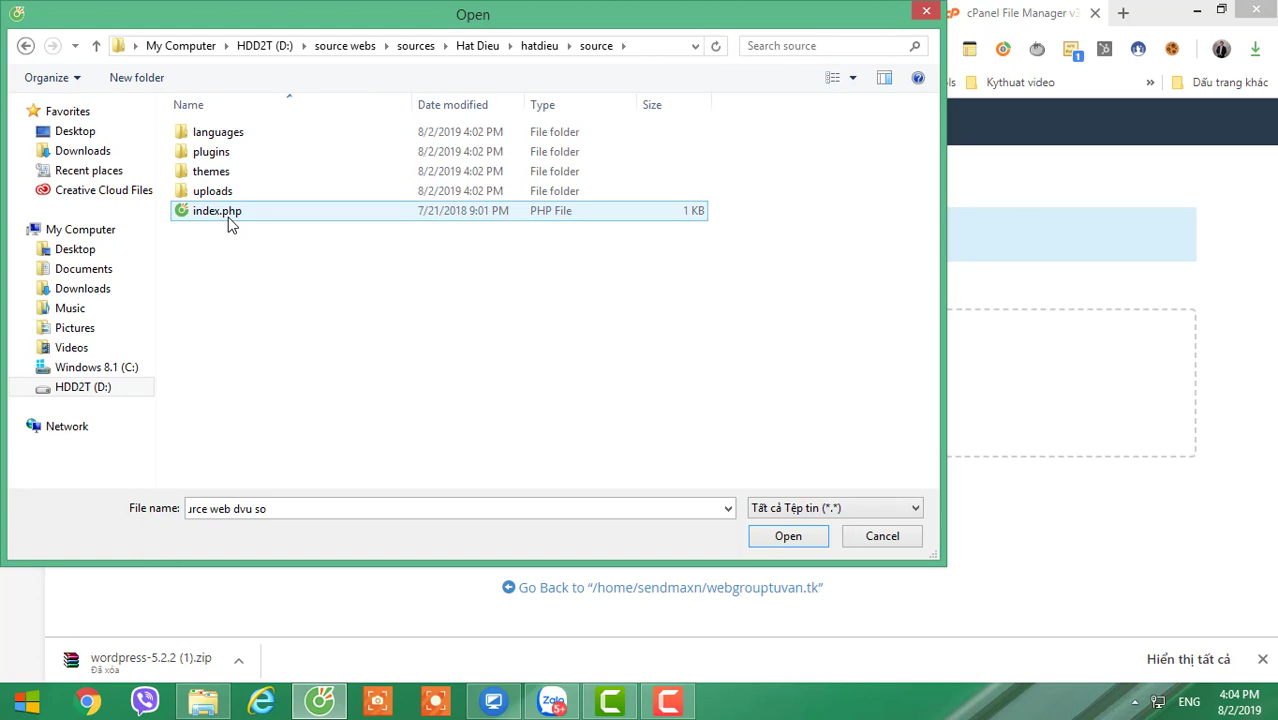 Open
cPanel File Manager v3
My Computer
HDD2T (D:)
source webs
sources
Hat Dieu
hatdieu
source
Search source
Organize
New folder
Kythuat video
»
Dấu trang khác
Favorites
Desktop
Downloads
Recent places
Creative Cloud Files
My Computer
Desktop
Documents
Downloads
Music
Pictures
Videos
Windows 8.1 (C:)
HDD2T (D:)
Network
Name Date modified Type Size
languages 8/2/2019 4:02 PM File folder
plugins 8/2/2019 4:02 PM File folder
themes 8/2/2019 4:02 PM File folder
uploads 8/2/2019 4:02 PM File folder
index.php 7/21/2018 9:01 PM PHP File 1 KB
File name: ırce web dvu so Tất cả Tệp tin (*.*)
Open Cancel
Go Back to “/home/sendmaxn/webgrouptuvan.tk”
wordpress-5.2.2 (1).zip
Đã xóa
Hiển thị tất cả
Zalo
5+
ENG
4:04 PM
8/2/2019